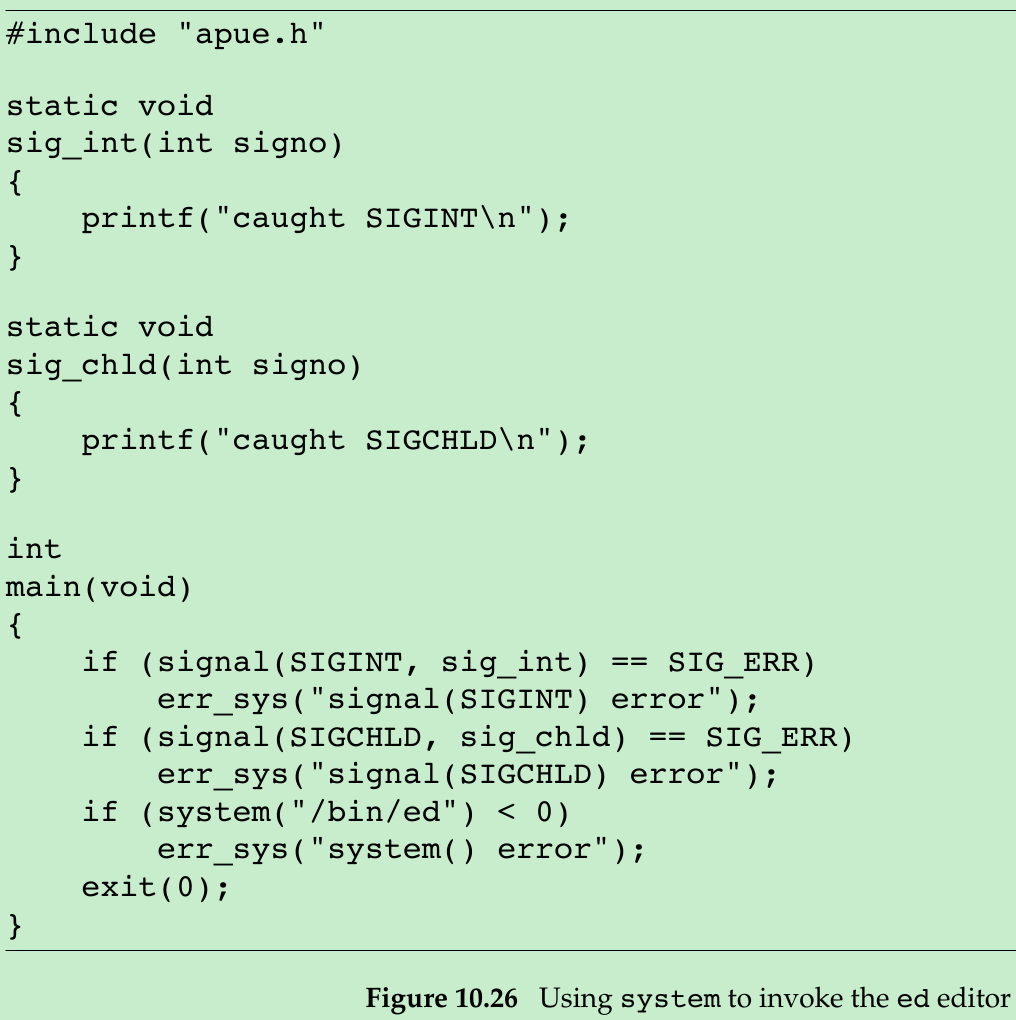 #include "apue.h"

static void
sig_int(int signo)
{
    printf("caught SIGINT\n");
}

static void
sig_chld(int signo)
{
    printf("caught SIGCHLD\n");
}

int
main(void)
{
    if (signal(SIGINT, sig_int) == SIG_ERR)
        err_sys("signal(SIGINT) error");
    if (signal(SIGCHLD, sig_chld) == SIG_ERR)
        err_sys("signal(SIGCHLD) error");
    if (system("/bin/ed") < 0)
        err_sys("system() error");
    exit(0);
}
Figure 10.26 Using system to invoke the ed editor